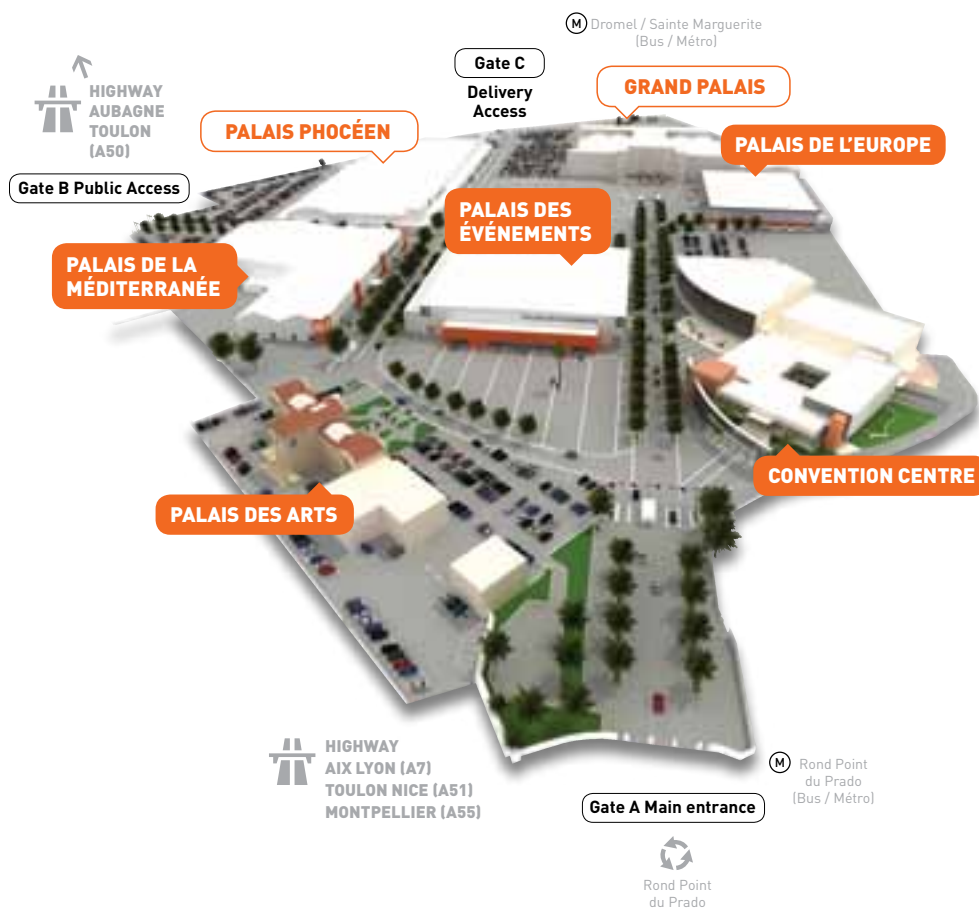 M Dromel / Sainte Marguerite
(Bus / Métro)
Gate C
Delivery
Access
GRAND PALAIS
HIGHWAY
AUBAGNE
TOULON
(A50)
PALAIS PHOCÉEN
PALAIS DE L'EUROPE
Gate B Public Access
PALAIS DES
ÉVÉNEMENTS
PALAIS DE LA
MÉDITERRANÉE
CONVENTION CENTRE
PALAIS DES ARTS
HIGHWAY
AIX LYON (A7)
TOULON NICE (A51)
MONTPELLIER (A55)
M Rond Point
du Prado
(Bus / Métro)
Gate A Main entrance
Rond Point
du Prado